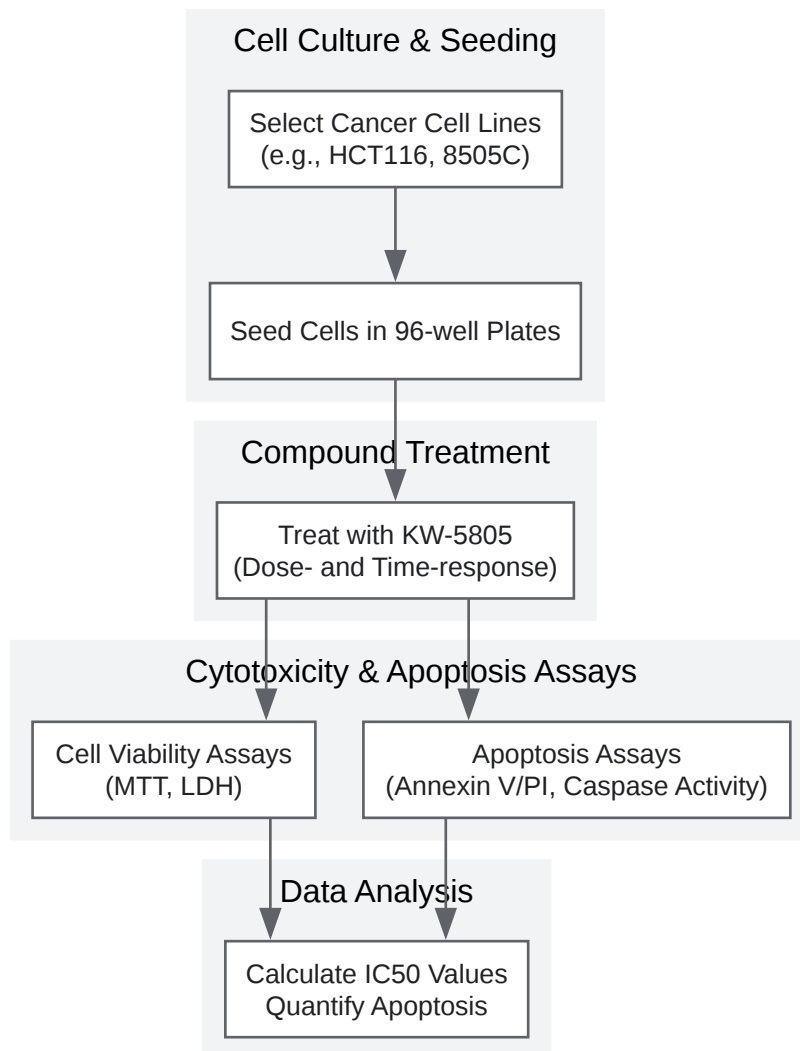 Cell Culture & Seeding
Select Cancer Cell Lines
(e.g., HCT116, 8505C)
Seed Cells in 96-well Plates
Compound Treatment
Treat with KW-5805
(Dose- and Time-response)
Cytotoxicity & Apoptosis Assays
Cell Viability Assays
(MTT, LDH)
Apoptosis Assays
(Annexin V/PI, Caspase Activity)
Data Analysis
Calculate IC50 Values
Quantify Apoptosis